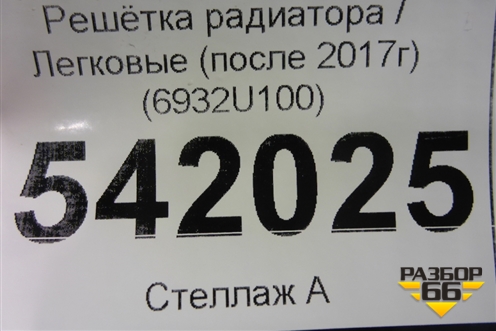 Решётка радиатора /
Легковые (после 2017г)
(6932U100)
542025
Стеллаж А
РАЗБОР
66